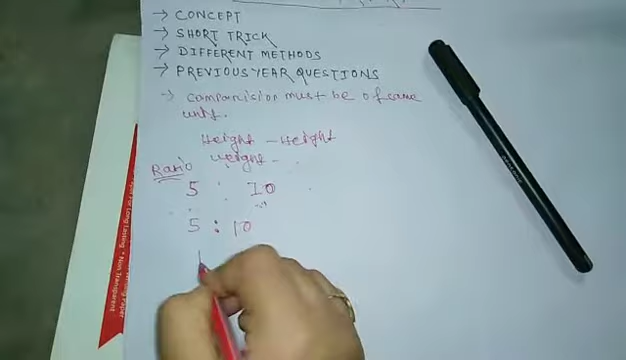 → CONCEPT
→ SHORT TRICK
→ DIFFERENT METHODS
→ PREVIOUS YEAR QUESTIONS
→ comparision must be of same
unit.
Height - Height
weight -
Ratio
5 : 10
5 : 10